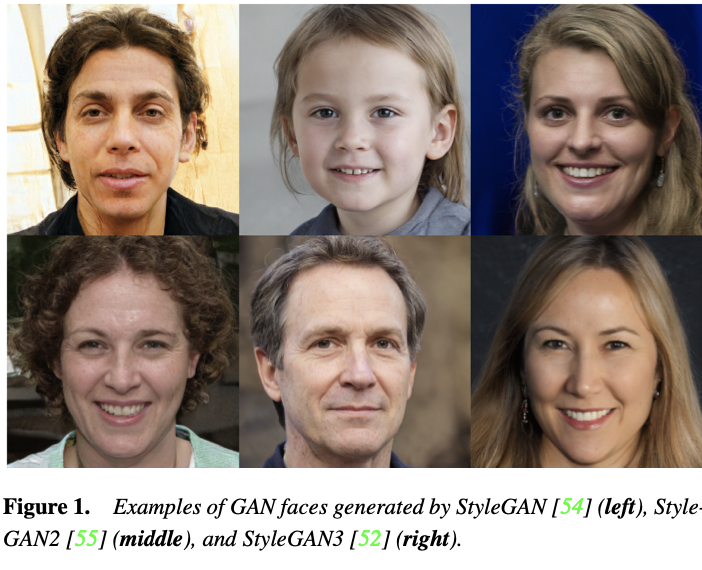 Figure 1. Examples of GAN faces generated by StyleGAN [54] (left), Style-
GAN2 [55] (middle), and StyleGAN3 [52] (right).